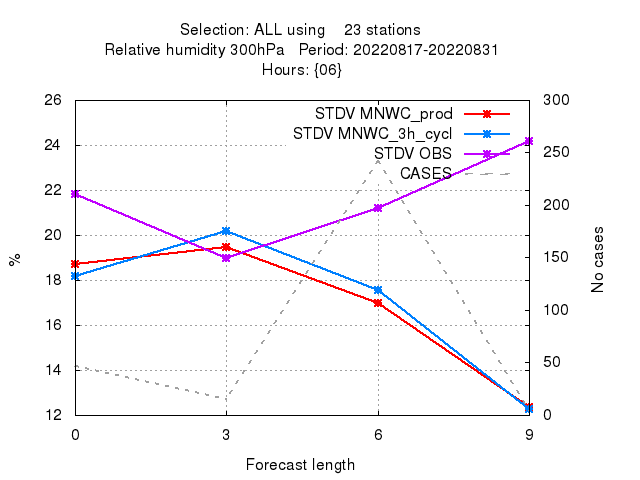 Selection: ALL using 23 stations
Relative humidity 300hPa Period: 20220817-20220831
Hours: {06}
STDV MNWC_prod
STDV MNWC_3h_cycl
STDV OBS
CASES
26
24
22
20
18
16
14
12
%
300
250
200
150
100
50
0
No cases
0 3 6 9
Forecast length